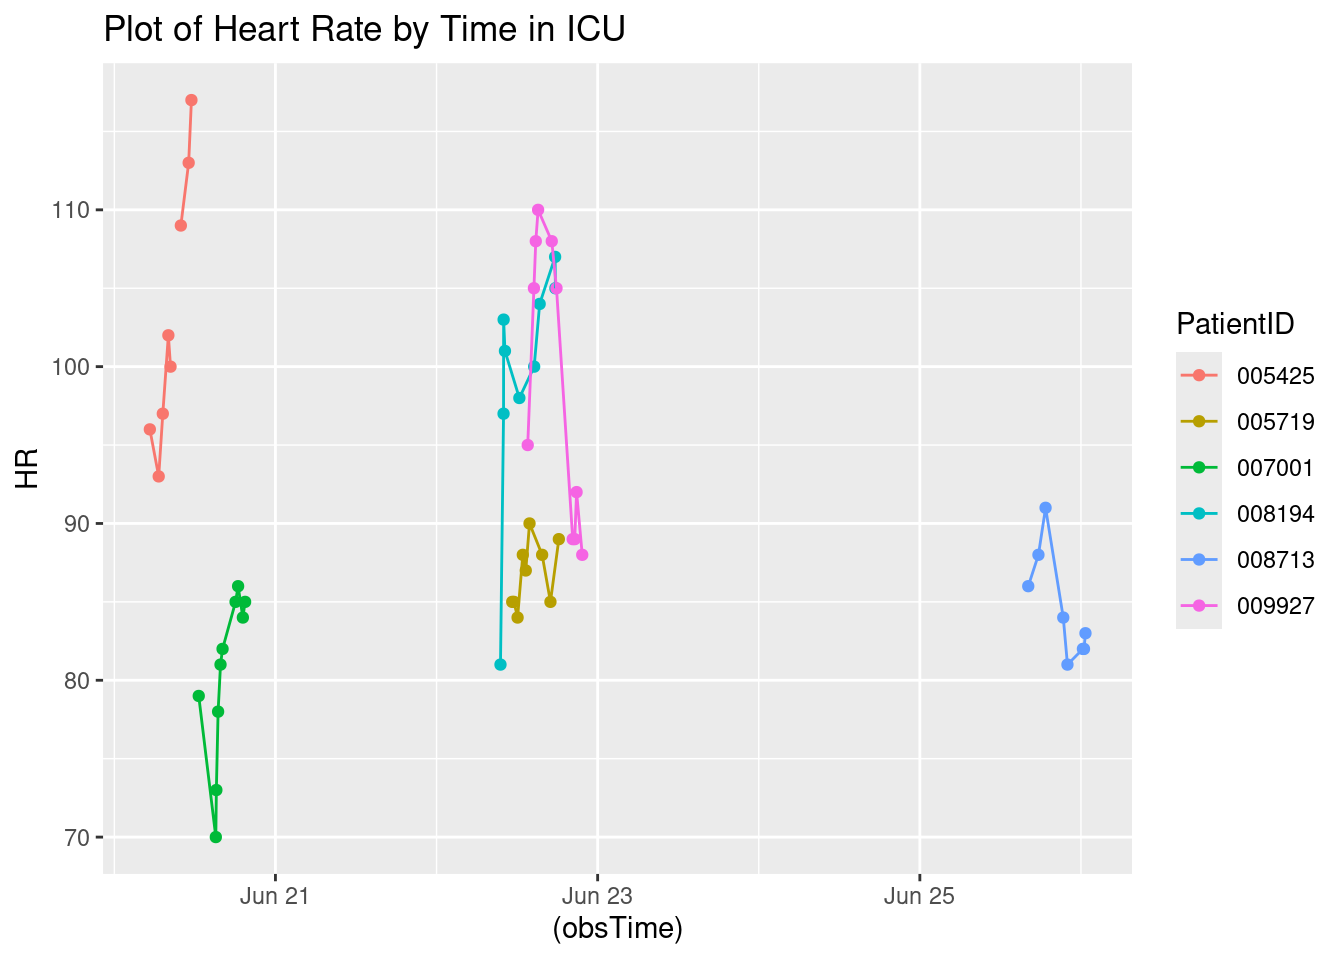 Plot of Heart Rate by Time in ICU
HR
110
100
90
80
70
Jun 21
Jun 23
Jun 25
(obsTime)
PatientID
005425
005719
007001
008194
008713
009927